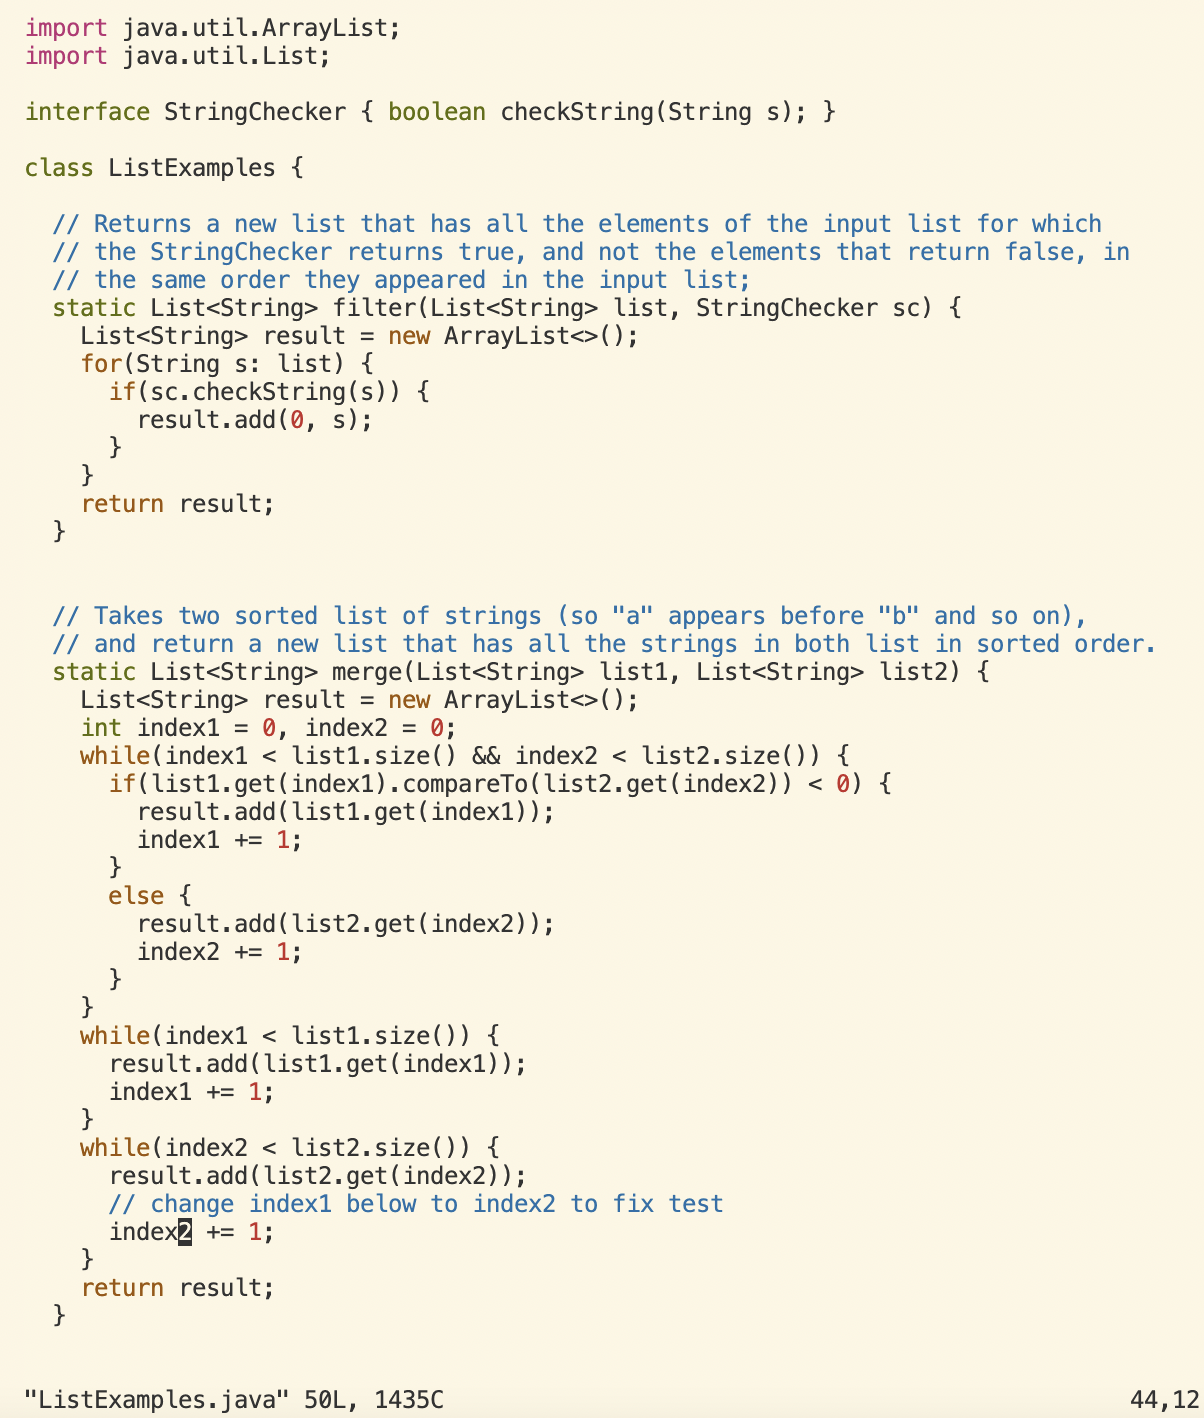 import java.util.ArrayList;
import java.util.List;

interface StringChecker { boolean checkString(String s); }

class ListExamples {

  // Returns a new list that has all the elements of the input list for which
  // the StringChecker returns true, and not the elements that return false, in
  // the same order they appeared in the input list;
  static List<String> filter(List<String> list, StringChecker sc) {
    List<String> result = new ArrayList<>();
    for(String s: list) {
      if(sc.checkString(s)) {
        result.add(0, s);
      }
    }
    return result;
  }


  // Takes two sorted list of strings (so "a" appears before "b" and so on),
  // and return a new list that has all the strings in both list in sorted order.
  static List<String> merge(List<String> list1, List<String> list2) {
    List<String> result = new ArrayList<>();
    int index1 = 0, index2 = 0;
    while(index1 < list1.size() && index2 < list2.size()) {
      if(list1.get(index1).compareTo(list2.get(index2)) < 0) {
        result.add(list1.get(index1));
        index1 += 1;
      }
      else {
        result.add(list2.get(index2));
        index2 += 1;
      }
    }
    while(index1 < list1.size()) {
      result.add(list1.get(index1));
      index1 += 1;
    }
    while(index2 < list2.size()) {
      result.add(list2.get(index2));
      // change index1 below to index2 to fix test
      index2 += 1;
    }
    return result;
  }

"ListExamples.java" 50L, 1435C 44,12